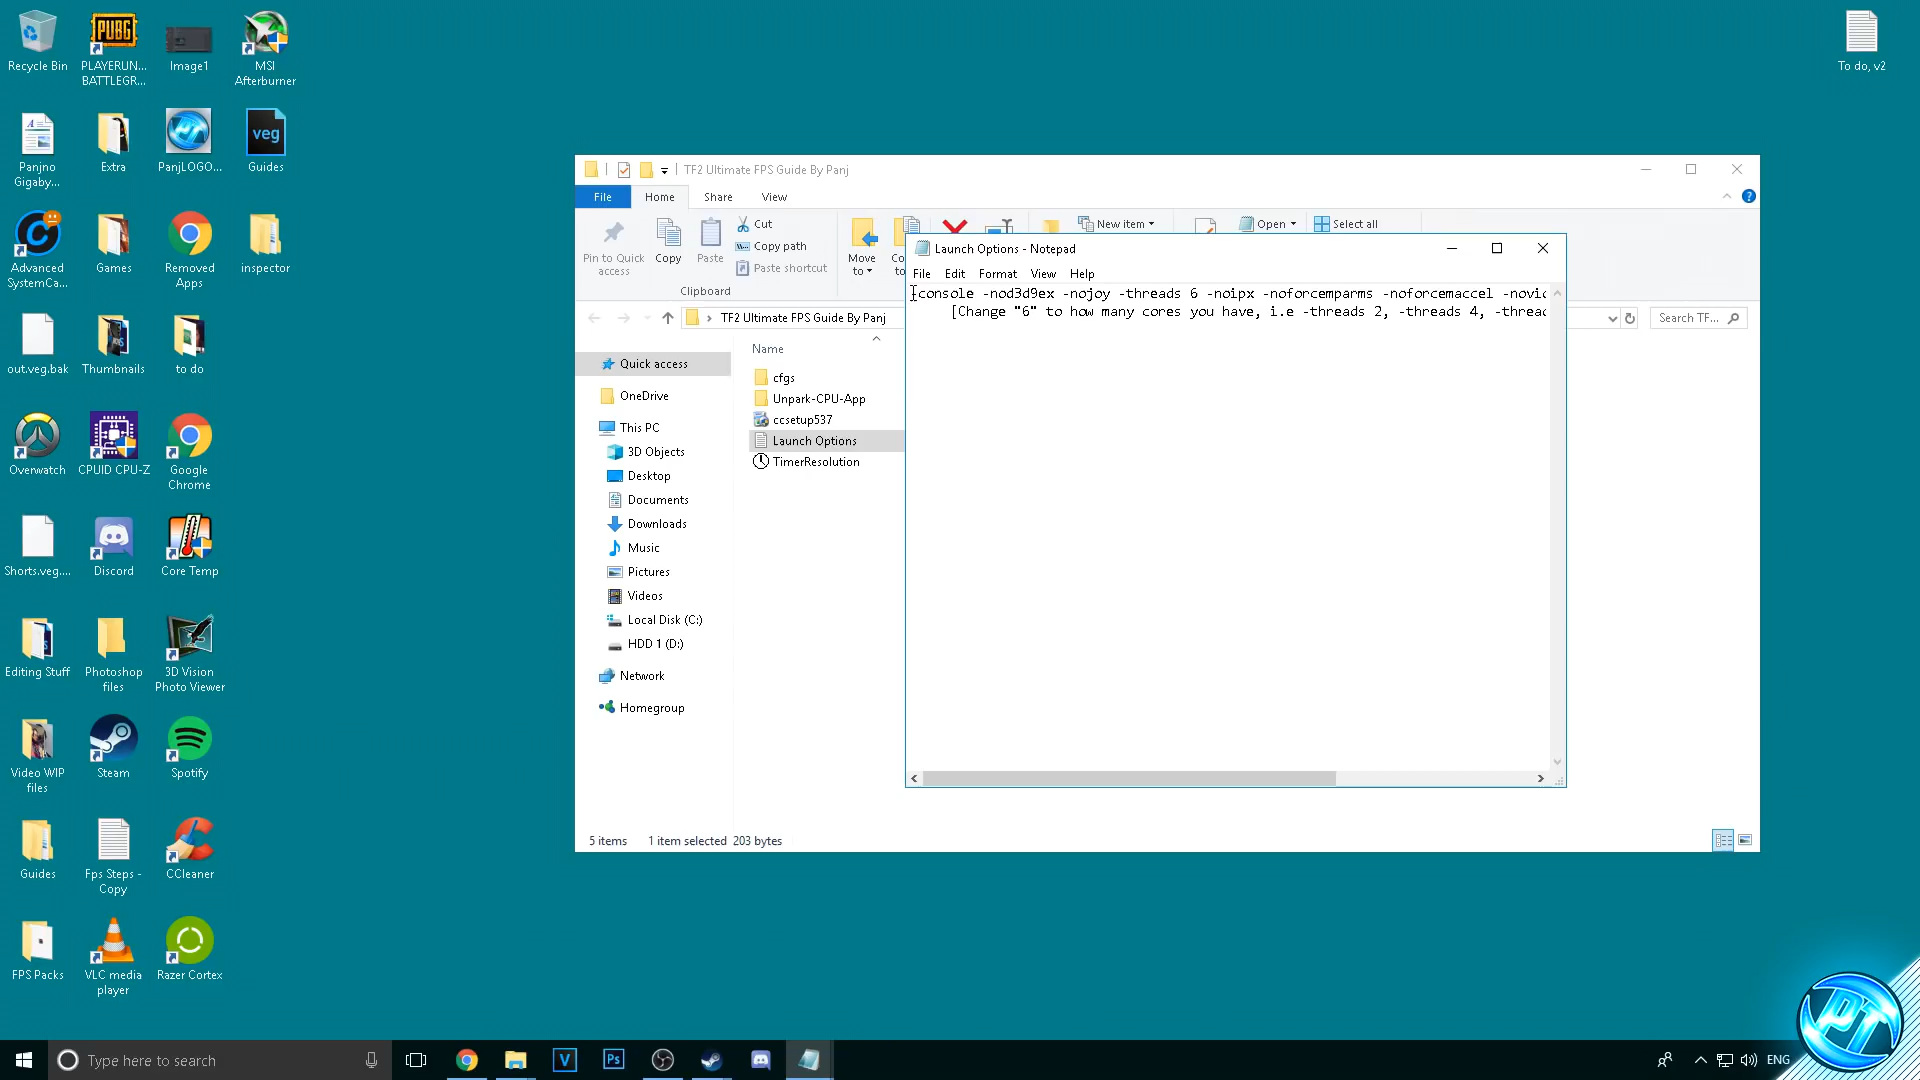 Recycle Bin
PLAYERUN... BATTLEGR...
Image1
MSI Afterburner
To do, v2
Panjno Gigaby...
Extra
PanjLOGO...
veg
Guides
Advanced SystemCa...
Games
Removed Apps
inspector
out.veg.bak
Thumbnails
to do
Overwatch
CPUID CPU-Z
Google Chrome
Shorts.veg....
Discord
Core Temp
Editing Stuff
Photoshop files
3D Vision Photo Viewer
Video WIP files
Steam
Spotify
Guides
Fps Steps - Copy
CCleaner
FPS Packs
VLC media player
Razer Cortex
TF2 Ultimate FPS Guide By Panj
File Home Share View
Pin to Quick access
Copy
Paste
Cut
Copy path
Paste shortcut
Clipboard
Move to
New item
Open
Select all
TF2 Ultimate FPS Guide By Panj
Search TF...
Quick access
OneDrive
This PC
3D Objects
Desktop
Documents
Downloads
Music
Pictures
Videos
Local Disk (C:)
HDD 1 (D:)
Network
Homegroup
Name
cfgs
Unpark-CPU-App
ccsetup537
Launch Options
TimerResolution
5 items 1 item selected 203 bytes
Launch Options - Notepad
File Edit Format View Help
-console -nod3d9ex -nojoy -threads 6 -noipx -noforcemparms -noforcemaccel -novid
[Change "6" to how many cores you have, i.e -threads 2, -threads 4, -thread
Type here to search
V
Ps
ENG
PT